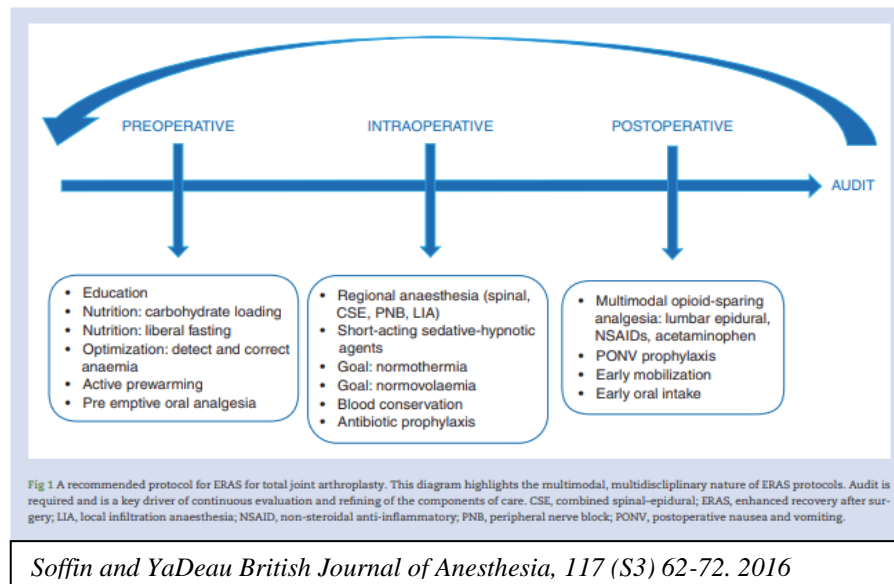 PREOPERATIVE
INTRAOPERATIVE
POSTOPERATIVE
AUDIT
• Education
• Nutrition: carbohydrate loading
• Nutrition: liberal fasting
• Optimization: detect and correct
anaemia
• Active prewarming
• Pre emptive oral analgesia
• Regional anaesthesia (spinal,
CSE, PNB, LIA)
• Short-acting sedative-hypnotic
agents
• Goal: normothermia
• Goal: normovolaemia
• Blood conservation
• Antibiotic prophylaxis
• Multimodal opioid-sparing
analgesia: lumbar epidural,
NSAIDs, acetaminophen
• PONV prophylaxis
• Early mobilization
• Early oral intake
Fig 1 A recommended protocol for ERAS for total joint arthroplasty. This diagram highlights the multimodal, multidiscliplinary nature of ERAS protocols. Audit is
required and is a key driver of continuous evaluation and refining of the components of care. CSE, combined spinal–epidural; ERAS, enhanced recovery after sur-
gery; LIA, local infiltration anaesthesia; NSAID, non-steroidal anti-inflammatory; PNB, peripheral nerve block; PONV, postoperative nausea and vomiting.
Soffin and YaDeau British Journal of Anesthesia, 117 (S3) 62-72. 2016